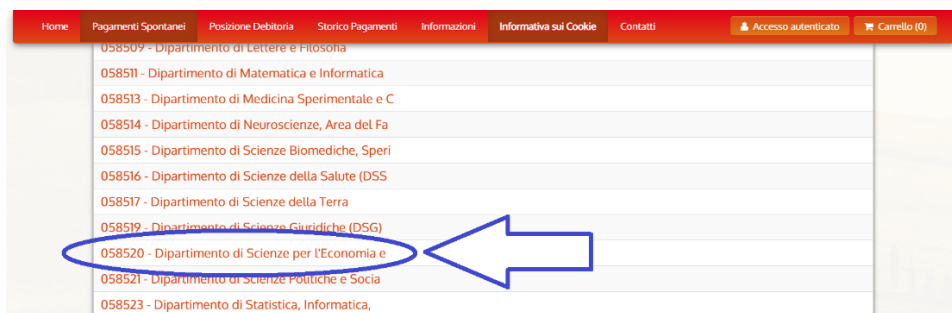 Home Pagamenti Spontanei Posizione Debitoria Storico Pagamenti Informazioni Informativa sui Cookie Contatti Accesso autenticato Carrello (0)
058509 - Dipartimento di Lettere e Filosofia
058511 - Dipartimento di Matematica e Informatica
058513 - Dipartimento di Medicina Sperimentale e C
058514 - Dipartimento di Neuroscienze, Area del Fa
058515 - Dipartimento di Scienze Biomediche, Speri
058516 - Dipartimento di Scienze della Salute (DSS
058517 - Dipartimento di Scienze della Terra
058519 - Dipartimento di Scienze Giuridiche (DSG)
058520 - Dipartimento di Scienze per l'Economia e
058521 - Dipartimento di Scienze Politiche e Socia
058523 - Dipartimento di Statistica, Informatica,